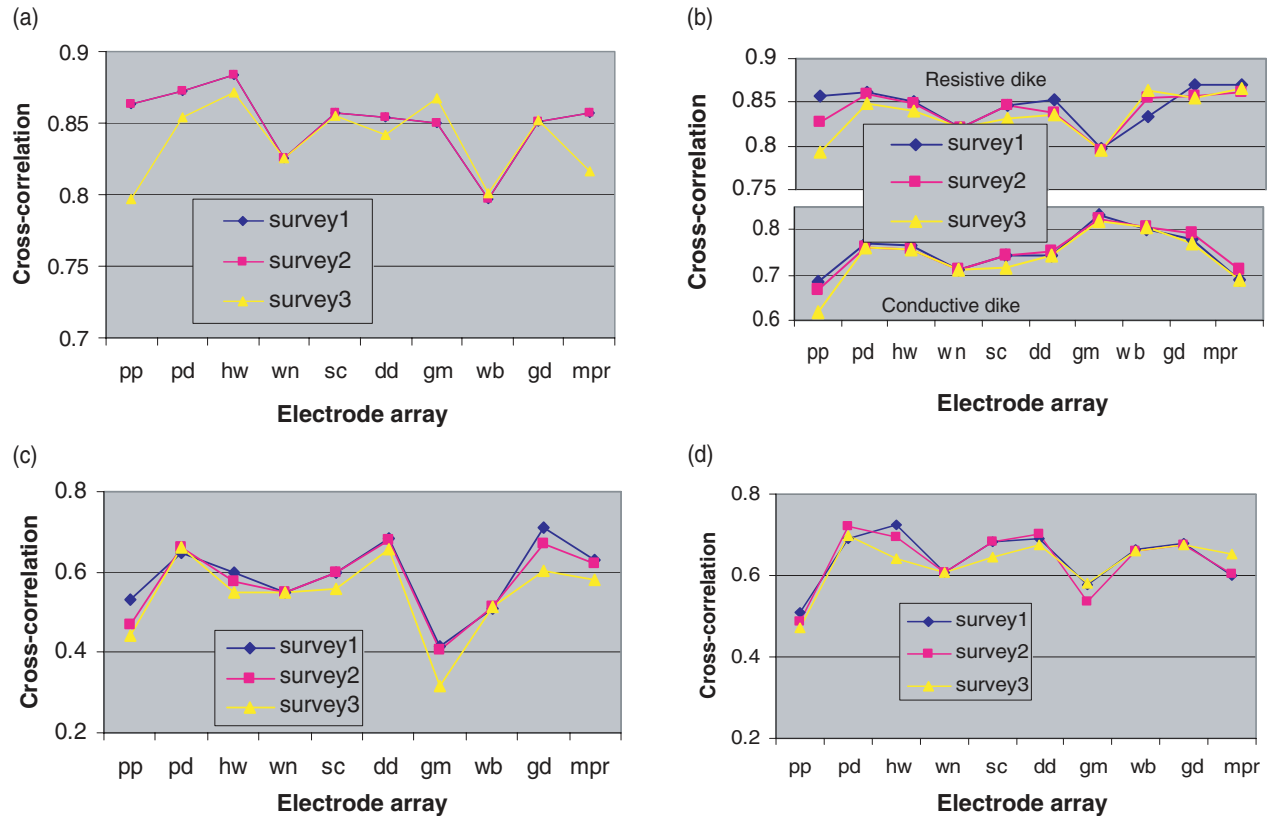 (a)
0.9
0.85
0.8
0.75
0.7
Cross-correlation
survey1
survey2
survey3
pp pd hw wn sc dd gm wb gd mpr
Electrode array
(b)
0.9
0.85
0.8
0.75
Resistive dike
survey1
survey2
survey3
0.8
0.7
0.6
Conductive dike
Cross-correlation
pp pd hw wn sc dd gm wb gd mpr
Electrode array
(c)
0.8
0.6
0.4
0.2
Cross-correlation
survey1
survey2
survey3
pp pd hw wn sc dd gm wb gd mpr
Electrode array
(d)
0.8
0.6
0.4
0.2
Cross-correlation
survey1
survey2
survey3
pp pd hw wn sc dd gm wb gd mpr
Electrode array